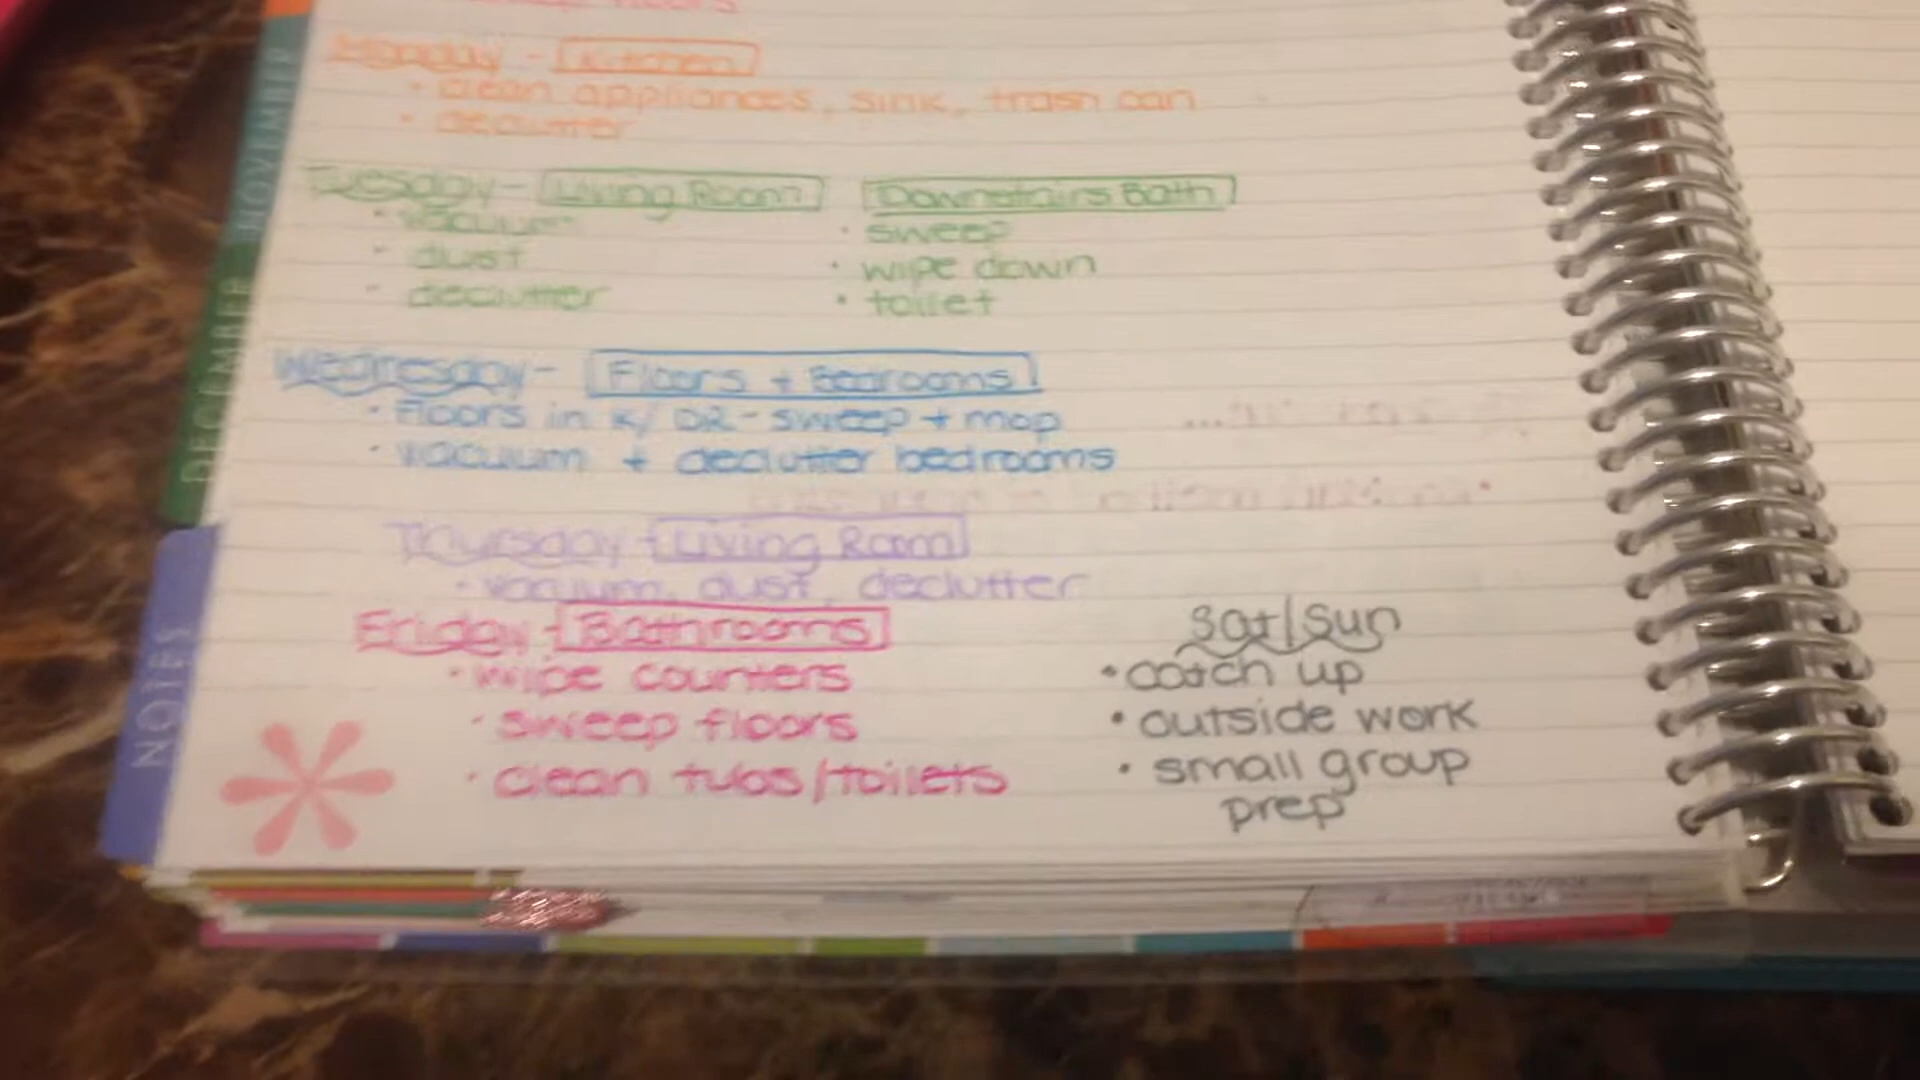 sweep floors
Monday - Kitchen
• clean appliances, sink, trash can
• declutter
Tuesday - Living Room Downstairs Bath
• vacuum • sweep
• dust • wipe down
• declutter • toilet
Wednesday - Floors + Bedrooms
• Floors in K/DR - sweep + mop
• vacuum + declutter bedrooms
Thursday - Living Room
• vacuum, dust, declutter
Friday - Bathrooms
• wipe counters
• sweep floors
• clean tubs/toilets
Sat/Sun
• catch up
• outside work
• small group
prep
NOVEMBER
DECEMBER
NOTES